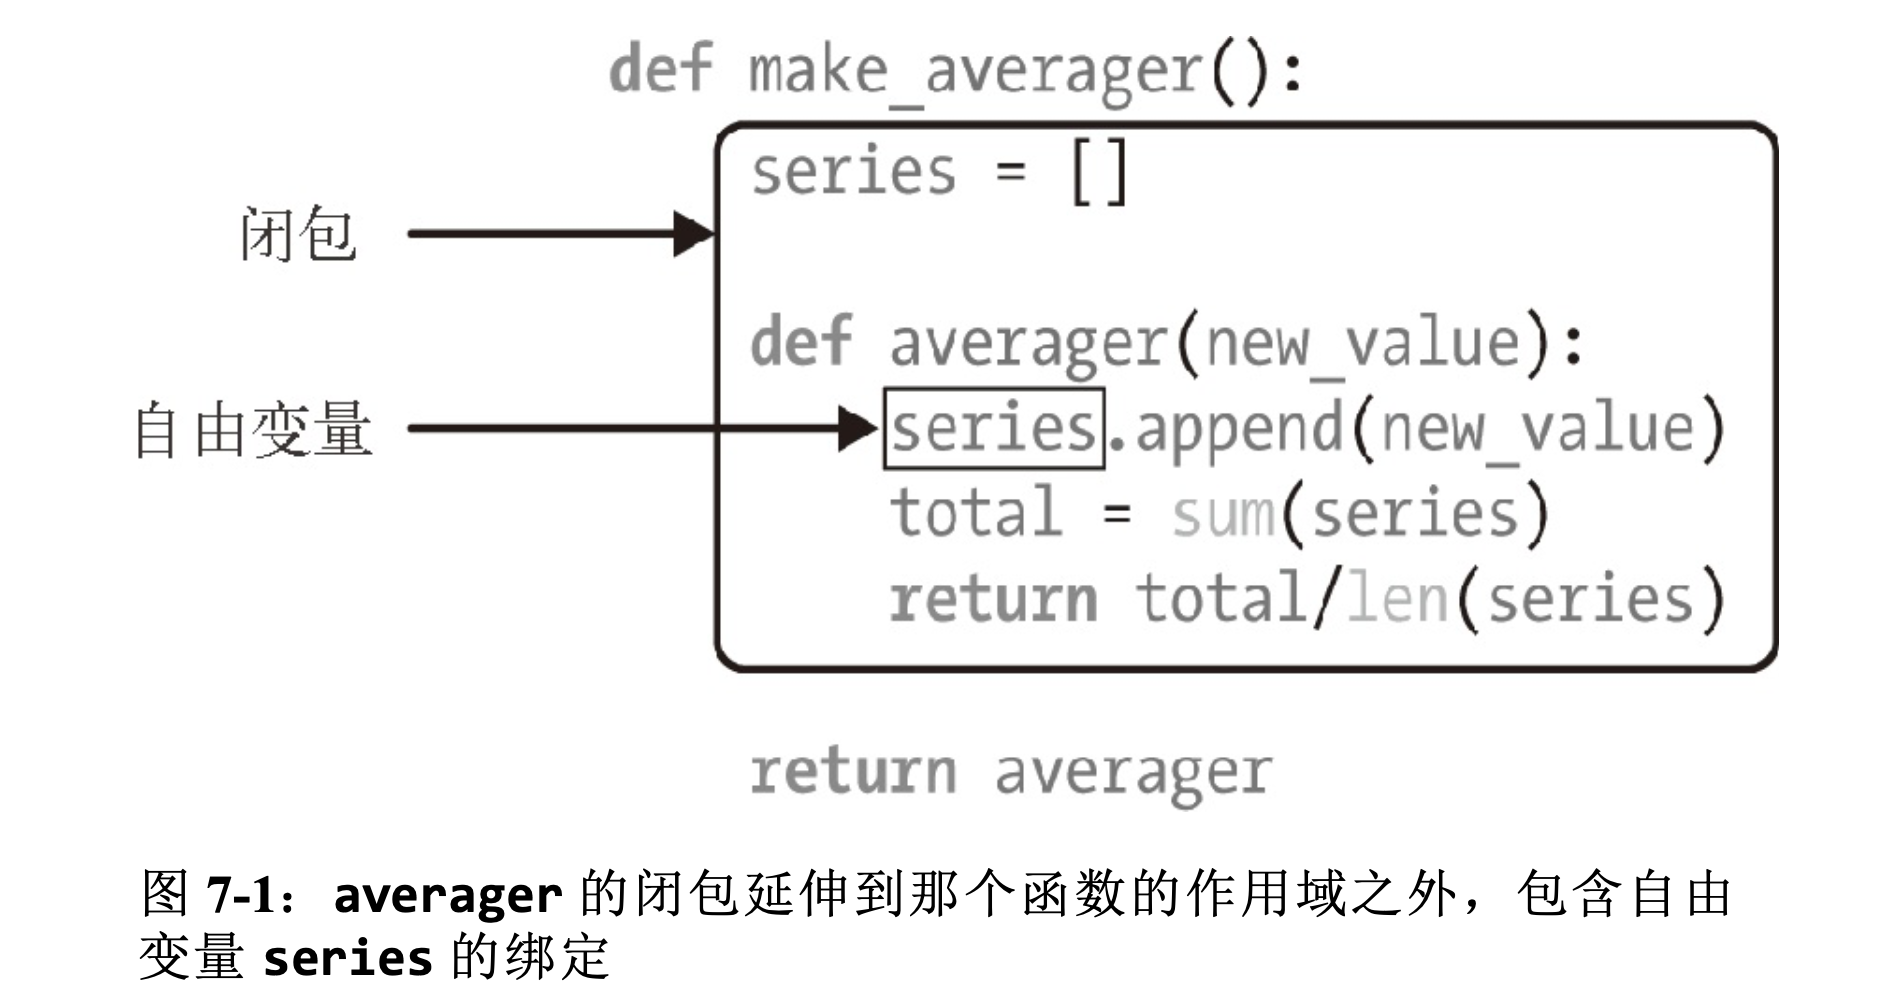 def make_averager():
series = []
闭包
def averager(new_value):
自由变量
series.append(new_value)
total = sum(series)
return total/len(series)
return averager
图 7-1：averager 的闭包延伸到那个函数的作用域之外，包含自由
变量 series 的绑定